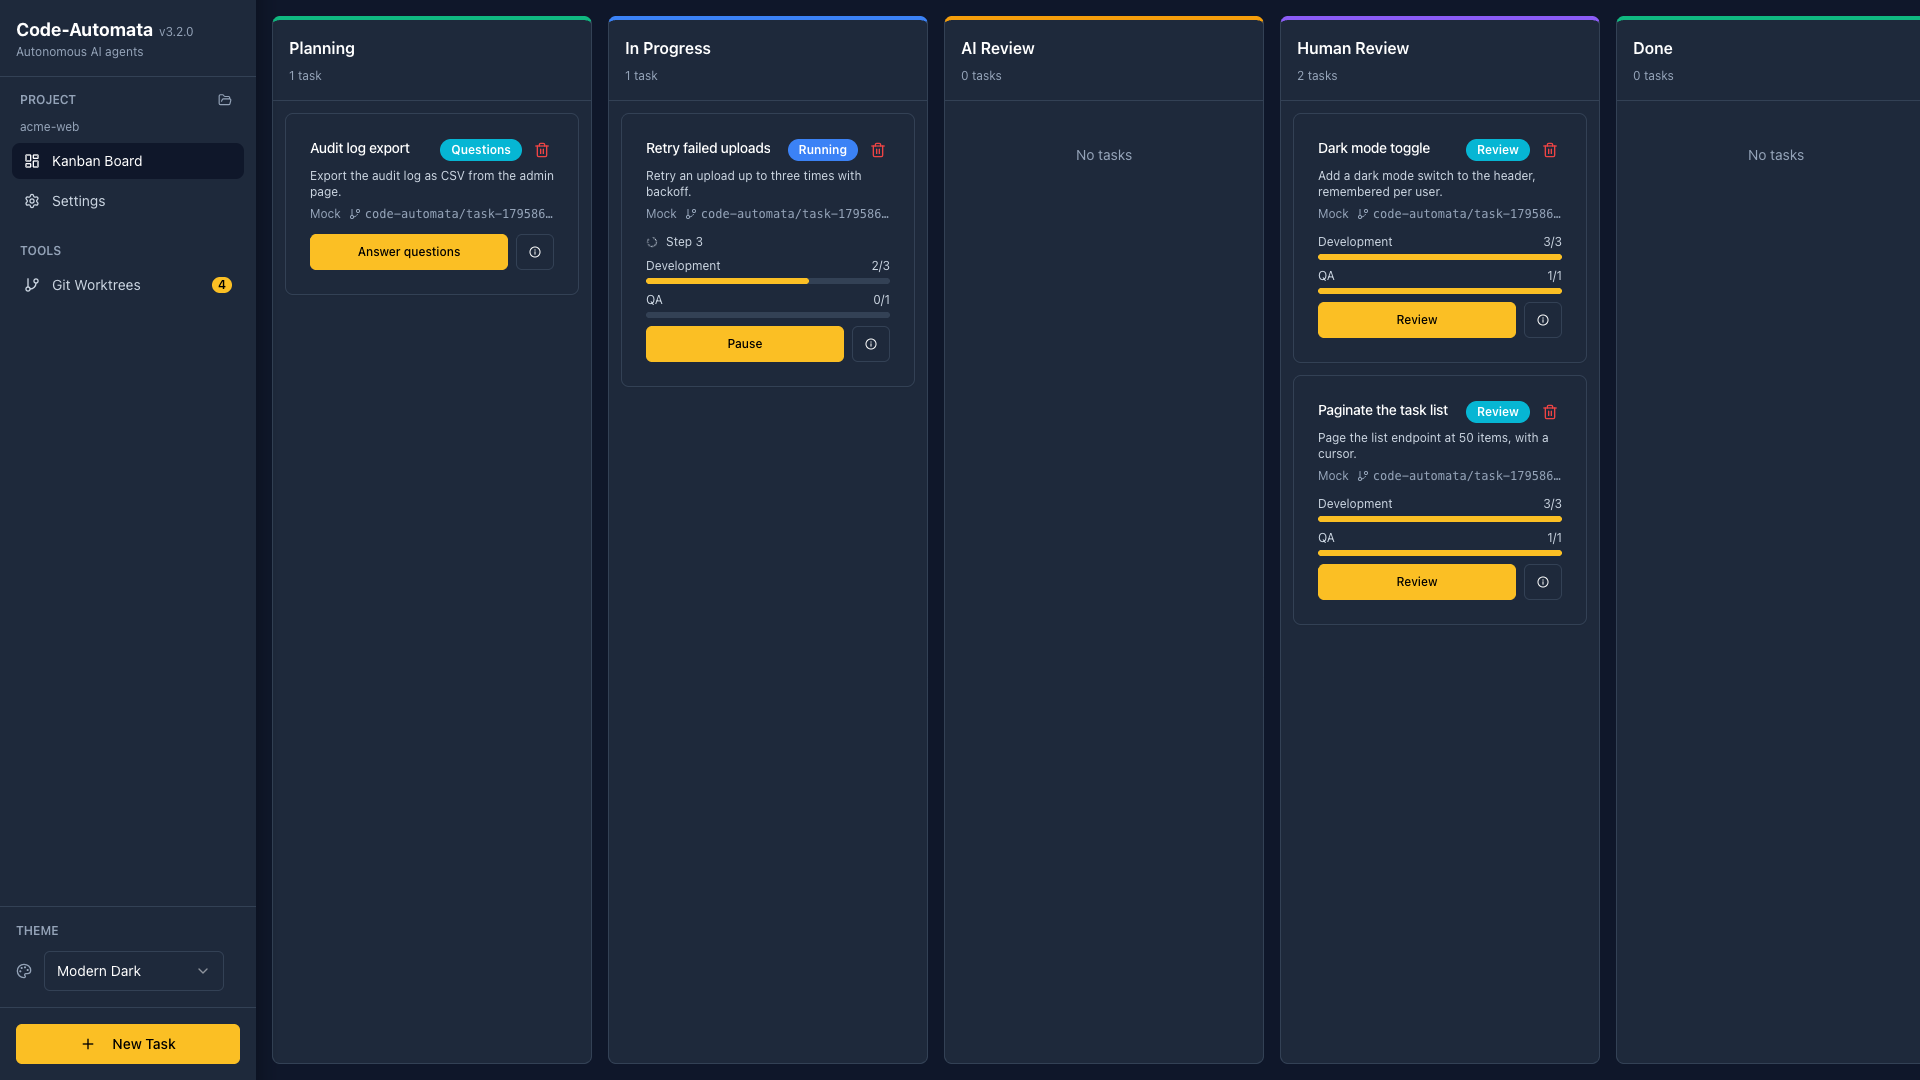 Code-Automata v3.2.0
Autonomous AI agents
PROJECT
acme-web
Kanban Board
Settings
TOOLS
Git Worktrees 4
THEME
Modern Dark
New Task
Planning
1 task
Audit log export Questions
Export the audit log as CSV from the admin
page.
Mock code-automata/task-179586…
Answer questions
In Progress
1 task
Retry failed uploads Running
Retry an upload up to three times with
backoff.
Mock code-automata/task-179586…
Step 3
Development 2/3
QA 0/1
Pause
AI Review
0 tasks
No tasks
Human Review
2 tasks
Dark mode toggle Review
Add a dark mode switch to the header,
remembered per user.
Mock code-automata/task-179586…
Development 3/3
QA 1/1
Review
Paginate the task list Review
Page the list endpoint at 50 items, with a
cursor.
Mock code-automata/task-179586…
Development 3/3
QA 1/1
Review
Done
0 tasks
No tasks